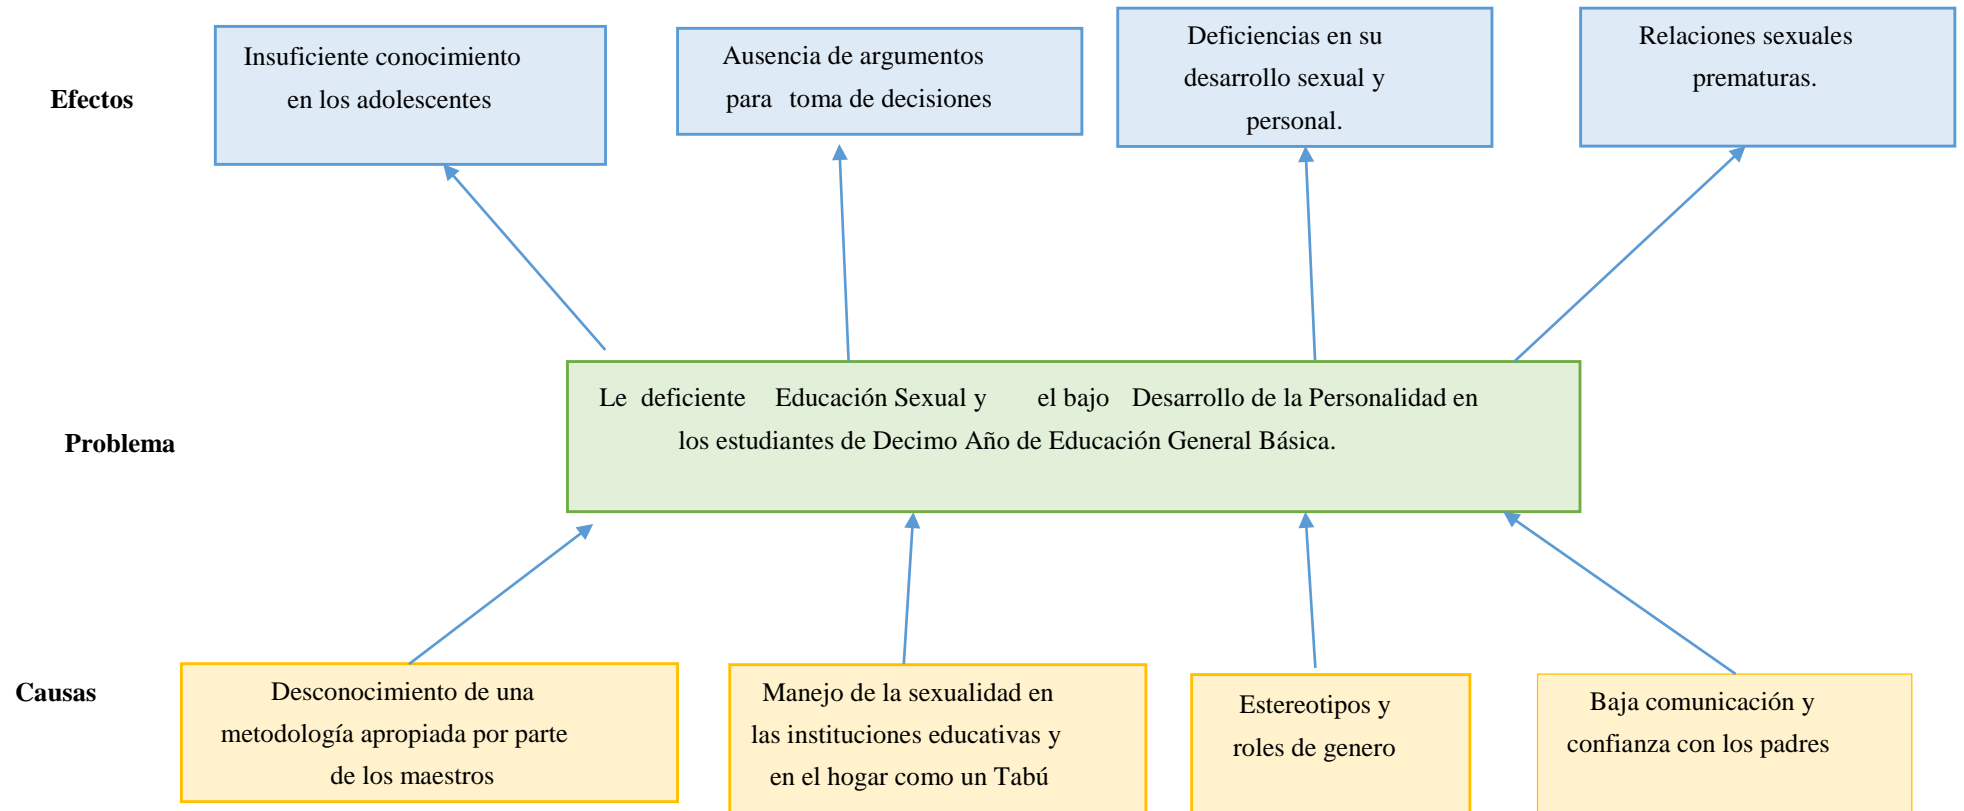 Efectos
Insuficiente conocimiento
en los adolescentes
Ausencia de argumentos
para toma de decisiones
Deficiencias en su
desarrollo sexual y
personal.
Relaciones sexuales
prematuras.
Problema
Le deficiente Educación Sexual y el bajo Desarrollo de la Personalidad en
los estudiantes de Decimo Año de Educación General Básica.
Causas
Desconocimiento de una
metodología apropiada por parte
de los maestros
Manejo de la sexualidad en
las instituciones educativas y
en el hogar como un Tabú
Estereotipos y
roles de genero
Baja comunicación y
confianza con los padres